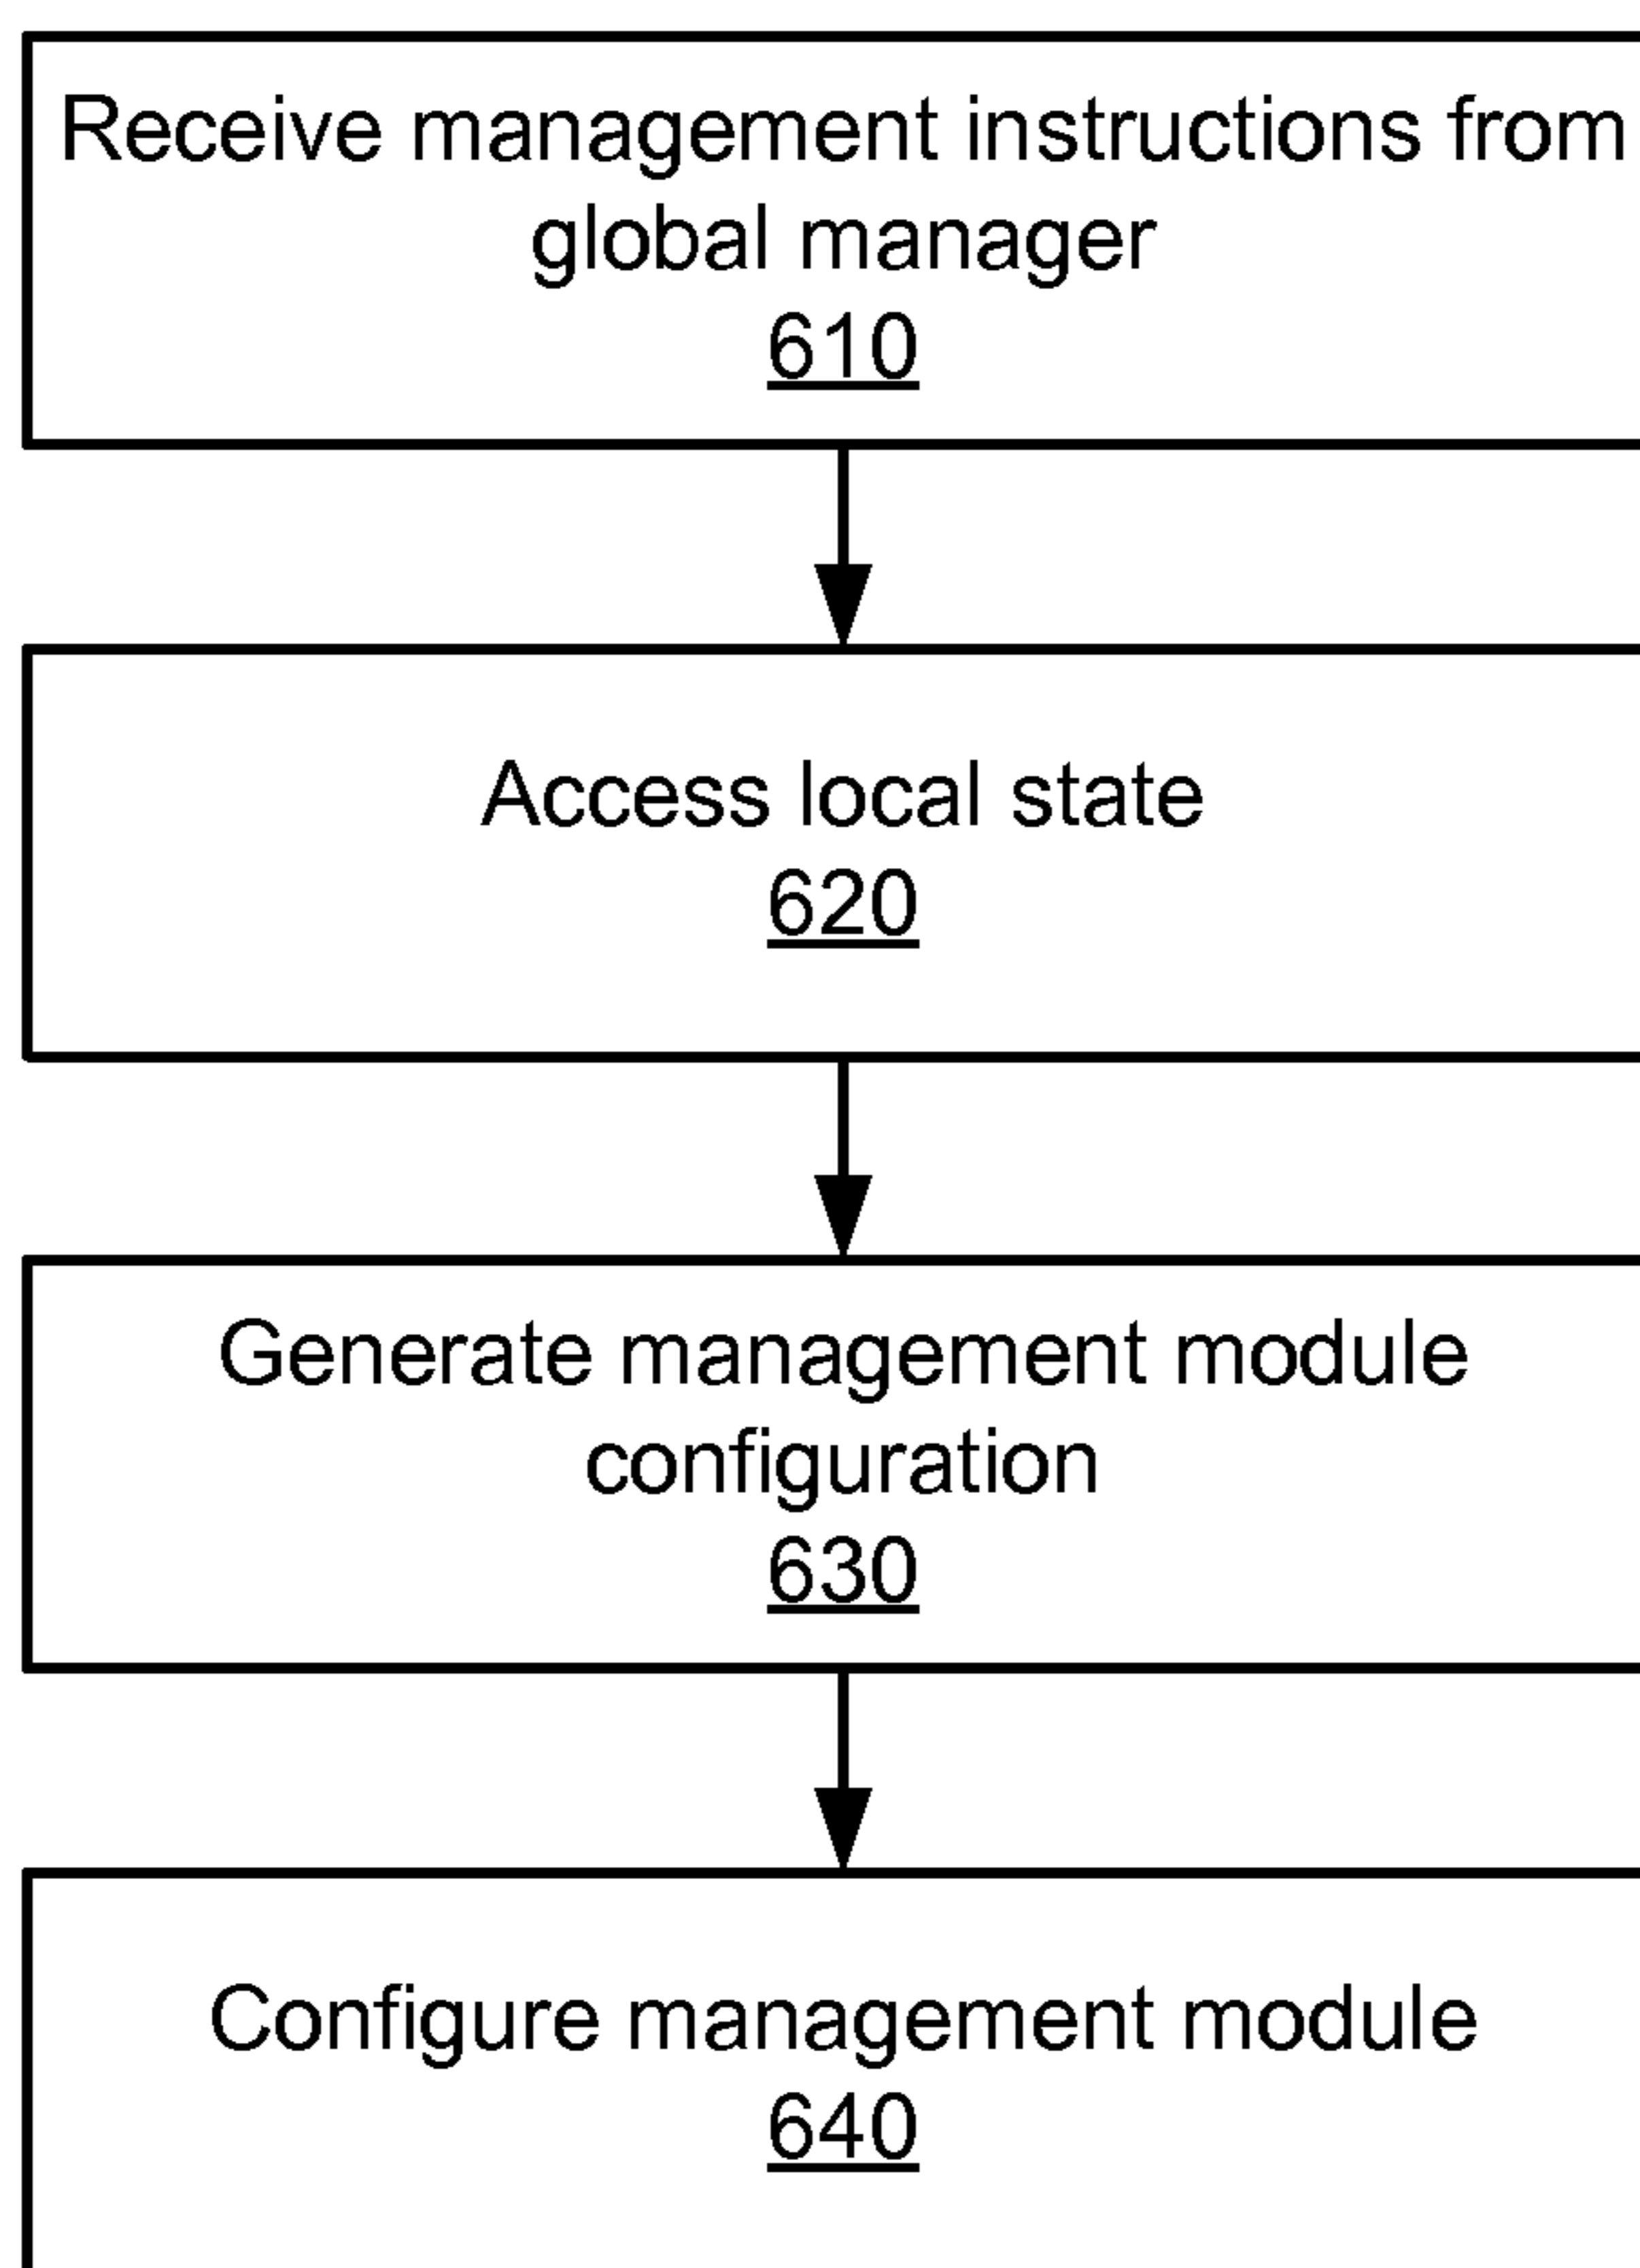 Receive management instructions from
global manager
610
Access local state
620
Generate management module
configuration
630
Configure management module
640